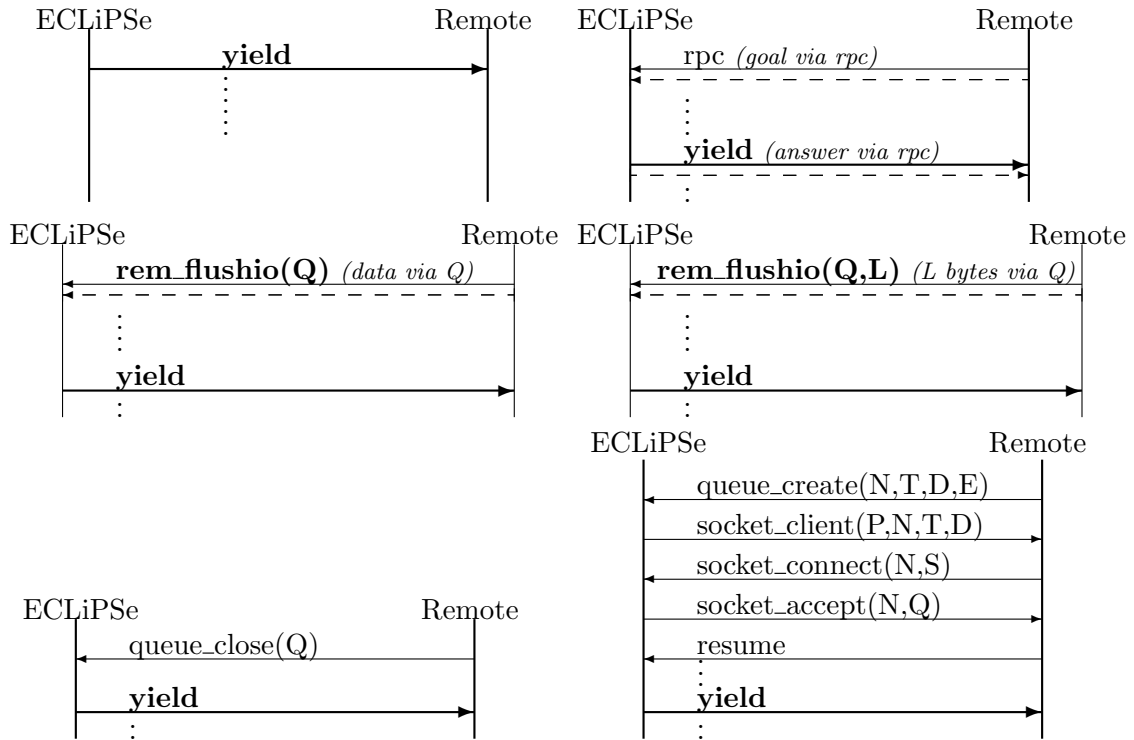 ECLiPSe Remote
yield
ECLiPSe Remote
rpc (goal via rpc)
yield (answer via rpc)
ECLiPSe Remote
rem_flushio(Q) (data via Q)
yield
ECLiPSe Remote
rem_flushio(Q,L) (L bytes via Q)
yield
ECLiPSe Remote
queue_close(Q)
yield
ECLiPSe Remote
queue_create(N,T,D,E)
socket_client(P,N,T,D)
socket_connect(N,S)
socket_accept(N,Q)
resume
yield